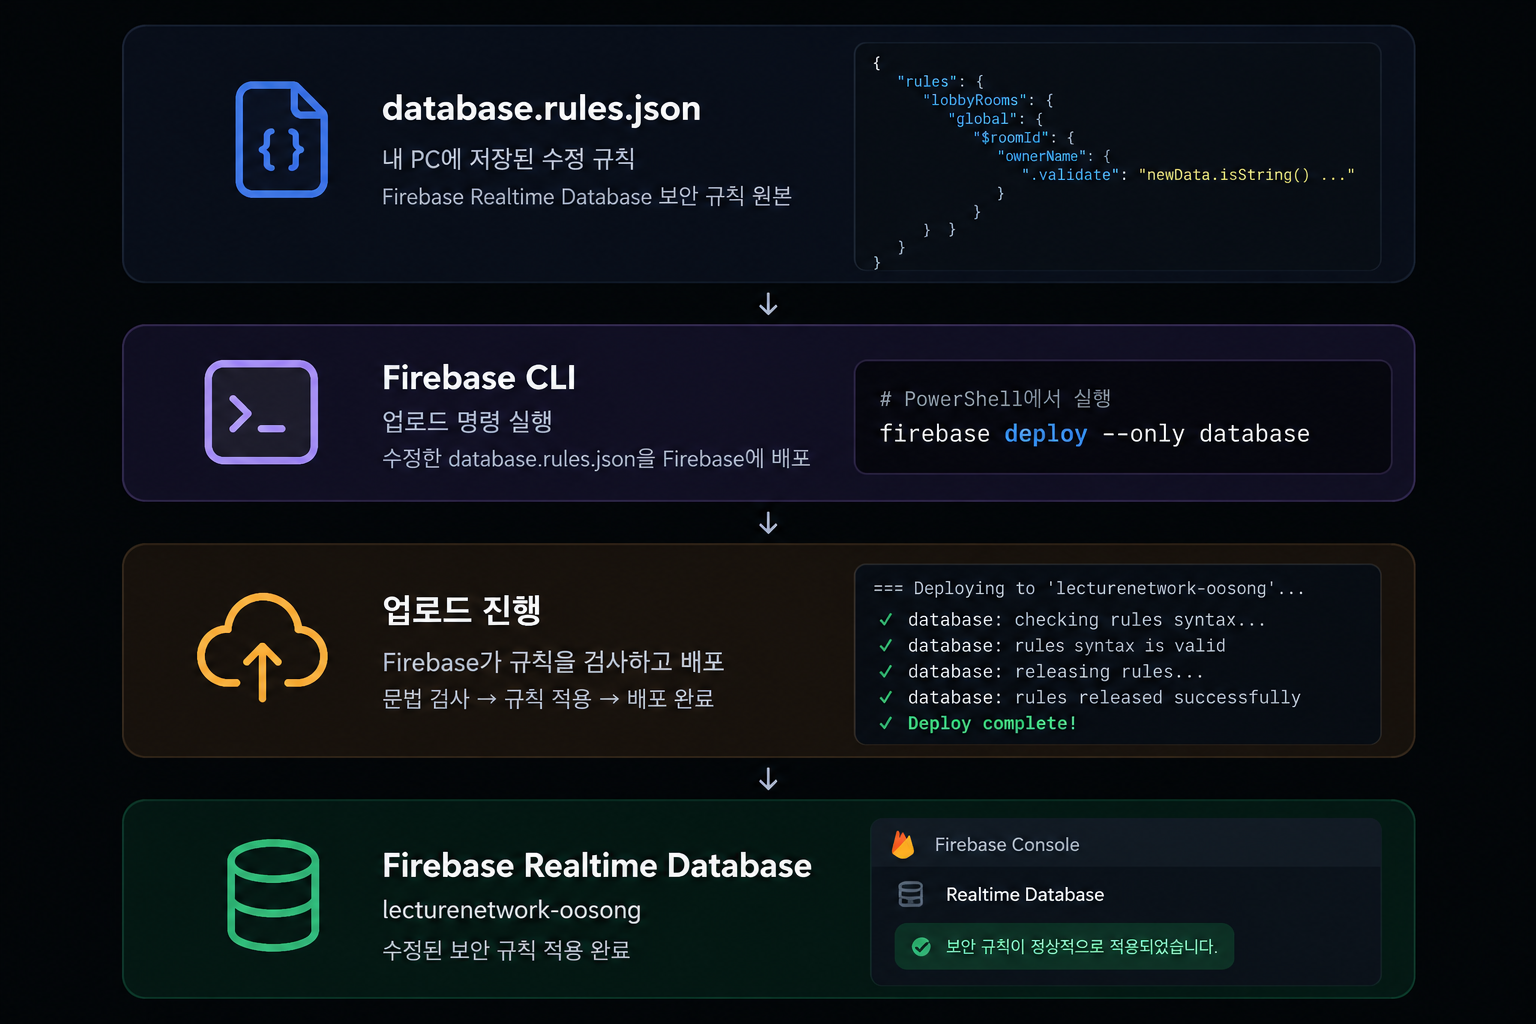 database.rules.json
내 PC에 저장된 수정 규칙
Firebase Realtime Database 보안 규칙 원본
{
"rules": {
"lobbyRooms": {
"global": {
"$roomId": {
"ownerName": {
".validate": "newData.isString() ..."
}
}
} }
}
}
Firebase CLI
업로드 명령 실행
수정한 database.rules.json을 Firebase에 배포
# PowerShell에서 실행
firebase deploy --only database
업로드 진행
Firebase가 규칙을 검사하고 배포
문법 검사 → 규칙 적용 → 배포 완료
=== Deploying to 'lecturenetwork-oosong'...
✓ database: checking rules syntax...
✓ database: rules syntax is valid
✓ database: releasing rules...
✓ database: rules released successfully
✓ Deploy complete!
Firebase Realtime Database
lecturenetwork-oosong
수정된 보안 규칙 적용 완료
Firebase Console
Realtime Database
보안 규칙이 정상적으로 적용되었습니다.